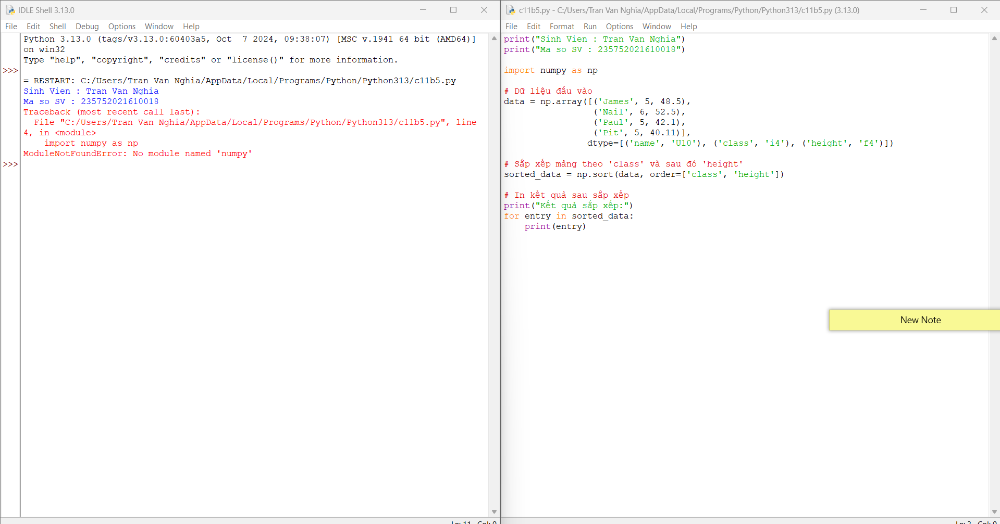 IDLE Shell 3.13.0
File Edit Shell Debug Options Window Help
Python 3.13.0 (tags/v3.13.0:60403a5, Oct  7 2024, 09:38:07) [MSC v.1941 64 bit (AMD64)]
on win32
Type "help", "copyright", "credits" or "license()" for more information.
>>>
= RESTART: C:/Users/Tran Van Nghia/AppData/Local/Programs/Python/Python313/c11b5.py
Sinh Vien : Tran Van Nghia
Ma so SV : 235752021610018
Traceback (most recent call last):
  File "C:/Users/Tran Van Nghia/AppData/Local/Programs/Python/Python313/c11b5.py", line
4, in <module>
    import numpy as np
ModuleNotFoundError: No module named 'numpy'
>>>
Ln: 11 Col: 0
c11b5.py - C:/Users/Tran Van Nghia/AppData/Local/Programs/Python/Python313/c11b5.py (3.13.0)
File Edit Format Run Options Window Help
print("Sinh Vien : Tran Van Nghia")
print("Ma so SV : 235752021610018")
import numpy as np
# Dữ liệu đầu vào
data = np.array([('James', 5, 48.5),
                 ('Nail', 6, 52.5),
                 ('Paul', 5, 42.1),
                 ('Pit', 5, 40.11)],
                dtype=[('name', 'U10'), ('class', 'i4'), ('height', 'f4')])
# Sắp xếp mảng theo 'class' và sau đó 'height'
sorted_data = np.sort(data, order=['class', 'height'])
# In kết quả sau sắp xếp
print("Kết quả sắp xếp:")
for entry in sorted_data:
    print(entry)
New Note
Ln: 3 Col: 0